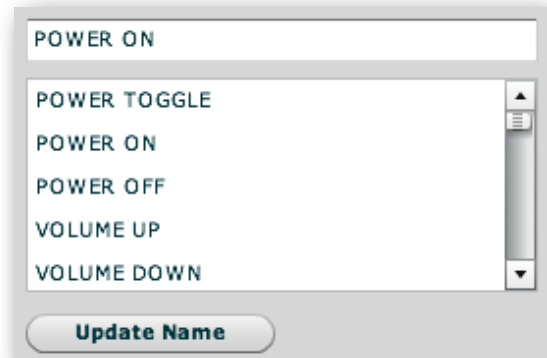 POWER ON
POWER TOGGLE
POWER ON
POWER OFF
VOLUME UP
VOLUME DOWN
Update Name